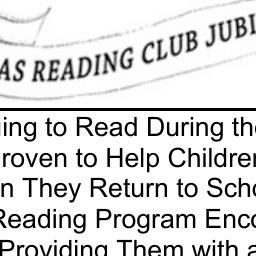 AS READING CLUB JUBI
ing to Read During the
roven to Help Children
n They Return to Scho
Reading Program Enco
Providing Them with a